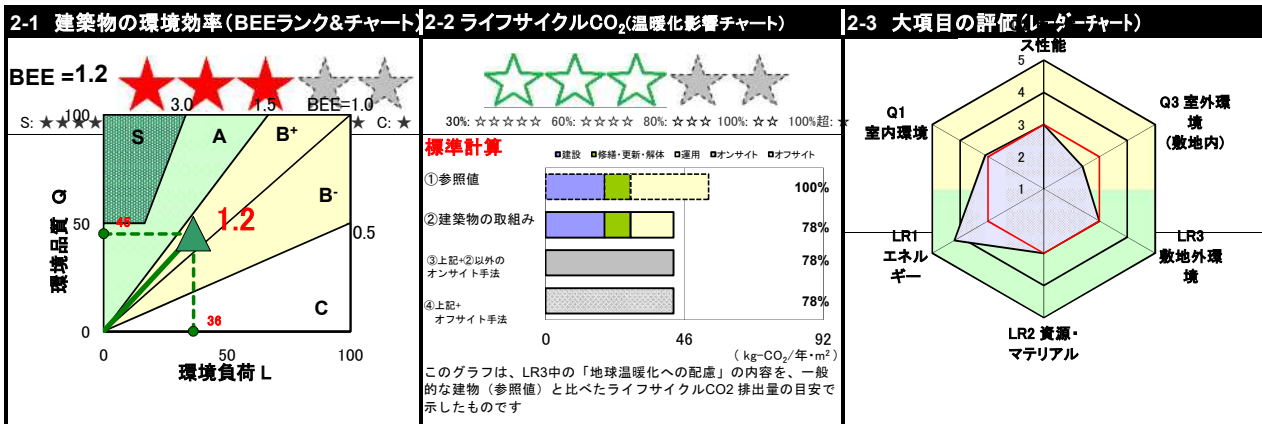 2-1 建築物の環境効率(BEEランク&チャート)
BEE = 1.2
S: ★★★★
★ C: ★
3.0
1.5
BEE=1.0
100
S
A
B+
B-
0.5
C
50
45
1.2
36
0
0
50
100
環境品質 Q
環境負荷 L
2-2 ライフサイクルCO2(温暖化影響チャート)
30%: ☆☆☆☆☆ 60%: ☆☆☆☆ 80%: ☆☆☆ 100%: ☆☆ 100%超: ★
標準計算
■建設 ■修繕・更新・解体 □運用 ■オンサイト ■オフサイト
①参照値
100%
②建築物の取組み
78%
③上記+②以外の
オンサイト手法
78%
④上記+
オフサイト手法
78%
0
46
92
( kg-CO2/年・m2 )
このグラフは、LR3中の「地球温暖化への配慮」の内容を、一般
的な建物(参照値)と比べたライフサイクルCO2 排出量の目安で
示したものです
2-3 大項目の評価(レーダーチャート)
ス性能
5
4
3
2
1
Q1
室内環境
Q3 室外環
境
(敷地内)
LR1
エネル
ギー
LR3
敷地外環
境
LR2 資源・
マテリアル